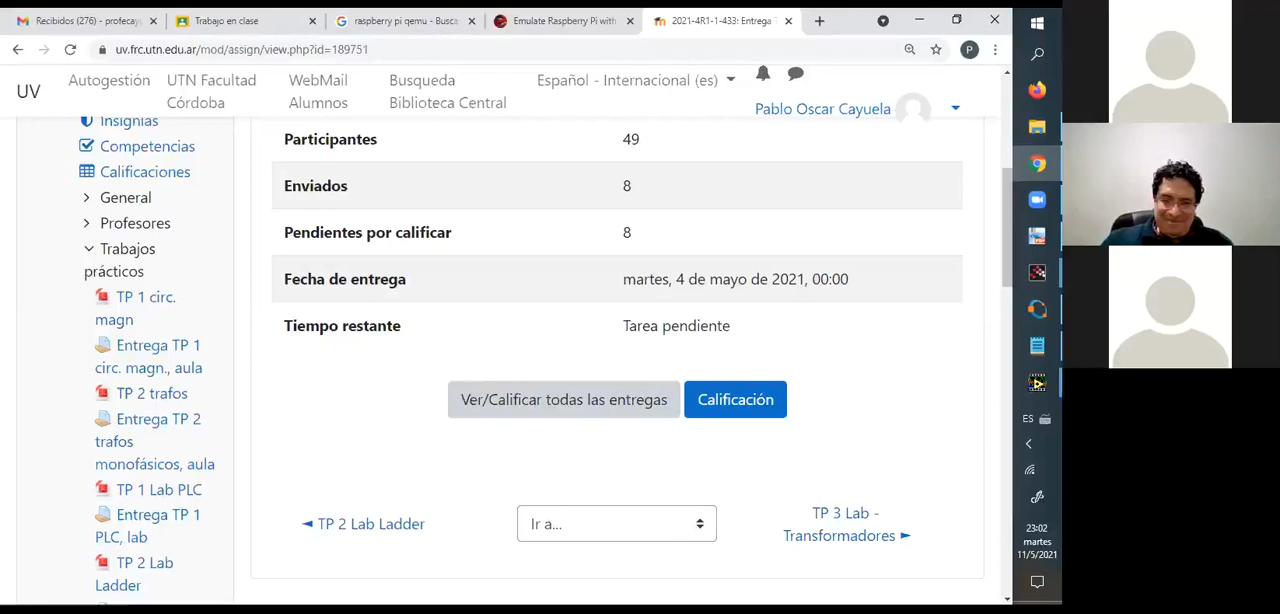 Recibidos (276) - profecay
Trabajo en clase
raspberry pi qemu - Busca
Emulate Raspberry Pi with
2021-4R1-1-433: Entrega T
uv.frc.utn.edu.ar/mod/assign/view.php?id=189751
P
UV
Autogestión
UTN Facultad
Córdoba
WebMail
Alumnos
Busqueda
Biblioteca Central
Español - Internacional (es)
Pablo Oscar Cayuela
Insignias
Competencias
Calificaciones
General
Profesores
Trabajos
prácticos
TP 1 circ.
magn
Entrega TP 1
circ. magn., aula
TP 2 trafos
Entrega TP 2
trafos
monofásicos, aula
TP 1 Lab PLC
Entrega TP 1
PLC, lab
TP 2 Lab
Ladder
Participantes 49
Enviados 8
Pendientes por calificar 8
Fecha de entrega martes, 4 de mayo de 2021, 00:00
Tiempo restante Tarea pendiente
Ver/Calificar todas las entregas
Calificación
◄ TP 2 Lab Ladder
Ir a...
TP 3 Lab -
Transformadores ►
ES
23:02
martes
11/5/2021